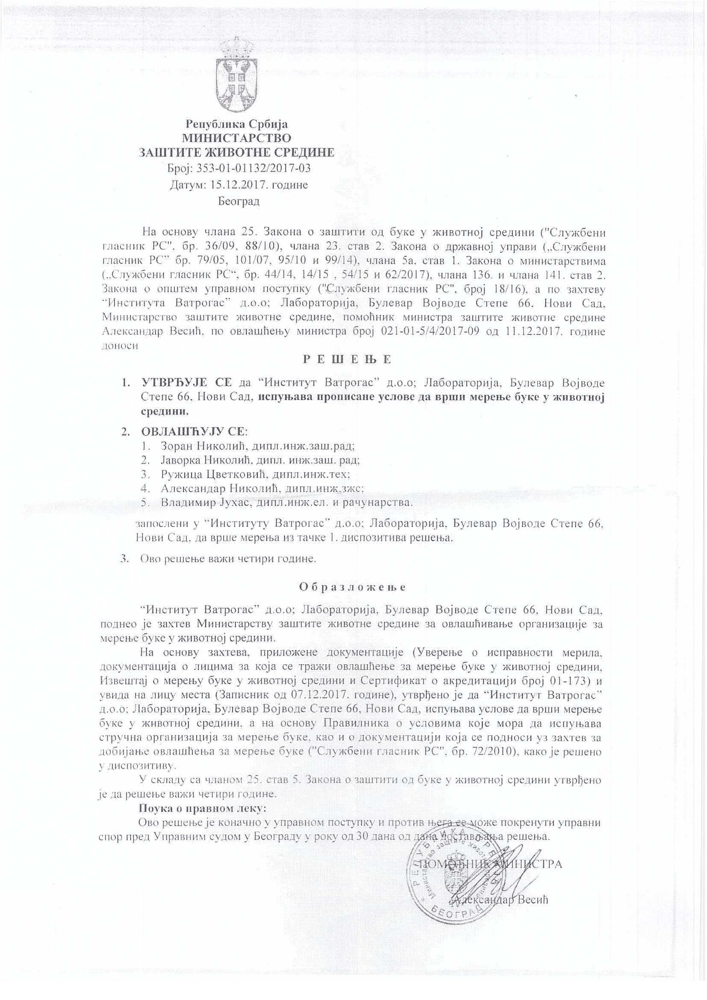 Република Србија
МИНИСТАРСТВО
ЗАШТИТЕ ЖИВОТНЕ СРЕДИНЕ
Број: 353-01-01132/2017-03
Датум: 15.12.2017. године
Београд
На основу члана 25. Закона о заштити од буке у животној средини ("Службени
гласник РС", бр. 36/09, 88/10), члана 23. став 2. Закона о државној управи („Службени
гласник РС” бр. 79/05, 101/07, 95/10 и 99/14), члана 5а. став 1. Закона о министарствима
(„Службени гласник РС“, бр. 44/14, 14/15 , 54/15 и 62/2017), члана 136. и члана 141. став 2.
Закона о општем управном поступку ("Службени гласник РС", број 18/16), а по захтеву
“Института Ватрогас” д.о.о; Лабораторија, Булевар Војводе Степе 66, Нови Сад,
Министарство заштите животне средине, помоћник министра заштите животне средине
Александар Весић, по овлашћењу министра број 021-01-5/4/2017-09 од 11.12.2017. године
доноси
Р Е Ш Е Њ Е
1. УТВРЂУЈЕ СЕ да “Институт Ватрогас” д.о.о; Лабораторија, Булевар Војводе
Степе 66, Нови Сад, испуњава прописане услове да врши мерење буке у животној
средини.
2. ОВЛАШЋУЈУ СЕ:
1. Зоран Николић, дипл.инж.заш.рад;
2. Јаворка Николић, дипл. инж.заш. рад;
3. Ружица Цветковић, дипл.инж.тех;
4. Александар Николић, дипл.инж.зжс;
5. Владимир Јухас, дипл.инж.ел. и рачунарства.
запослени у “Институту Ватрогас” д.о.о; Лабораторија, Булевар Војводе Степе 66,
Нови Сад, да врше мерења из тачке 1. диспозитива решења.
3. Ово решење важи четири године.
О б р а з л о ж е њ е
“Институт Ватрогас” д.о.о; Лабораторија, Булевар Војводе Степе 66, Нови Сад,
поднео је захтев Министарству заштите животне средине за овлашћивање организације за
мерење буке у животној средини.
На основу захтева, приложене документације (Уверење о исправности мерила,
документација о лицима за која се тражи овлашћење за мерење буке у животној средини,
Извештај о мерењу буке у животној средини и Сертификат о акредитацији број 01-173) и
увида на лицу места (Записник од 07.12.2017. године), утврђено је да “Институт Ватрогас”
д.о.о; Лабораторија, Булевар Војводе Степе 66, Нови Сад, испуњава услове да врши мерење
буке у животној средини, а на основу Правилника о условима које мора да испуњава
стручна организација за мерење буке, као и о документацији која се подноси уз захтев за
добијање овлашћења за мерење буке ("Службени гласник РС", бр. 72/2010), како је решено
у диспозитиву.
У складу са чланом 25. став 5. Закона о заштити од буке у животној средини утврђено
је да решење важи четири године.
Поука о правном леку:
Ово решење је коначно у управном поступку и против њега се може покренути управни
спор пред Управним судом у Београду у року од 30 дана од дана достављања решења.
ПОМОЋНИК МИНИСТРА
Александар Весић
РЕПУБЛИКА СРБИЈА
Министарство заштите животне средине
БЕОГРАД